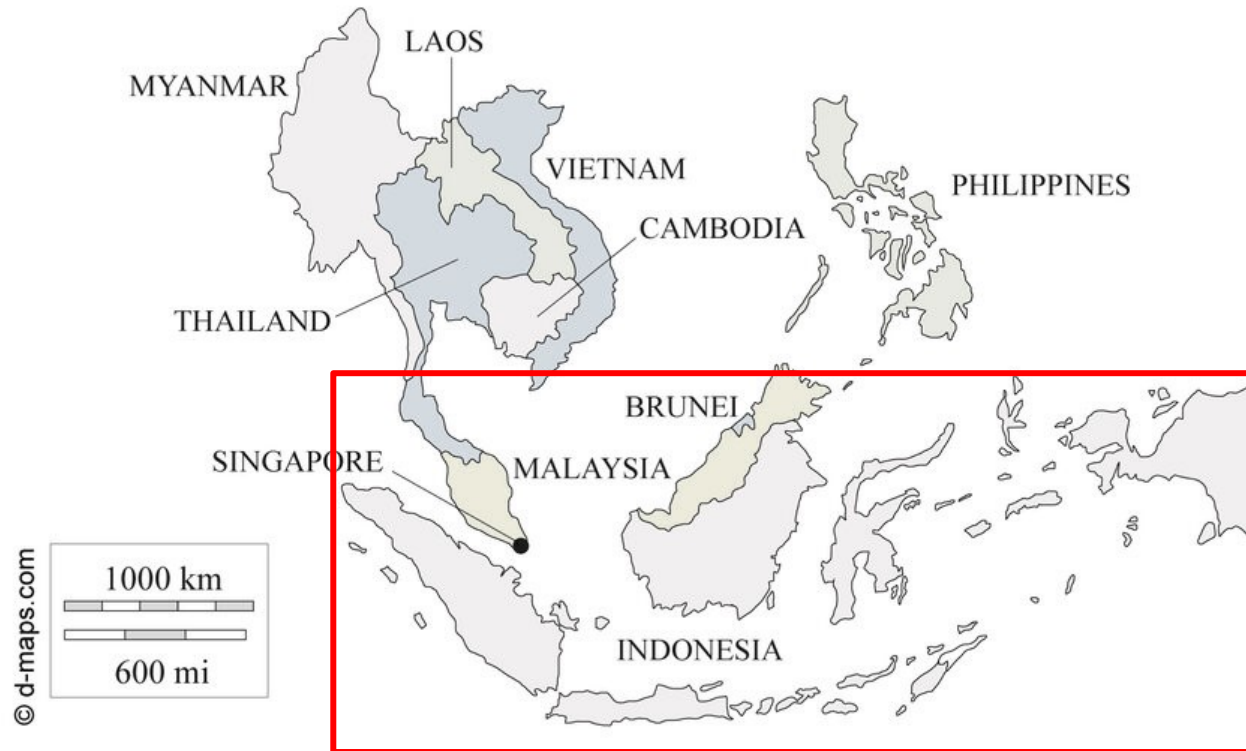 LAOS
MYANMAR
VIETNAM
PHILIPPINES
CAMBODIA
THAILAND
BRUNEI
SINGAPORE
MALAYSIA
1000 km
600 mi
INDONESIA
© d-maps.com